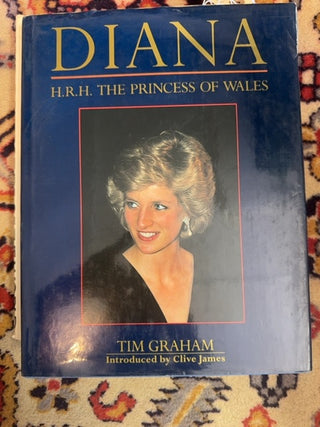 DIANA
H.R.H. THE PRINCESS OF WALES
TIM GRAHAM
Introduced by Clive James